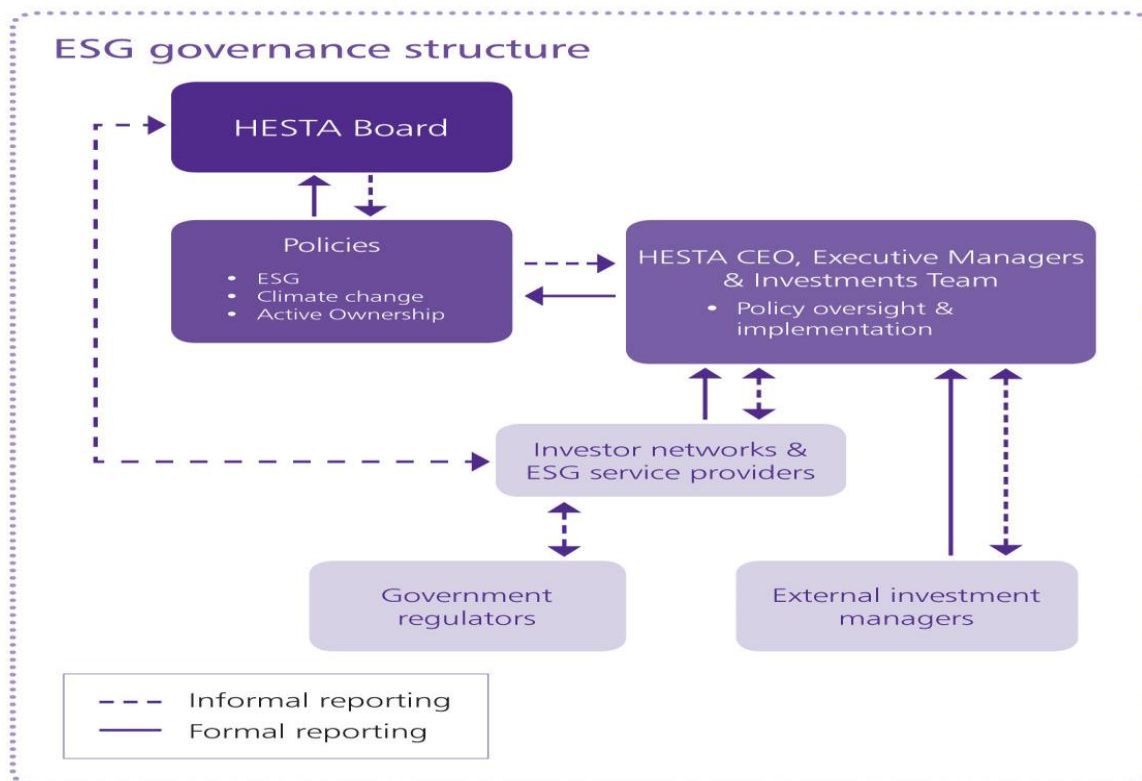 ESG governance structure
HESTA Board
Policies
• ESG
• Climate change
• Active Ownership
HESTA CEO, Executive Managers
& Investments Team
• Policy oversight &
implementation
Investor networks &
ESG service providers
Government
regulators
External investment
managers
Informal reporting
Formal reporting